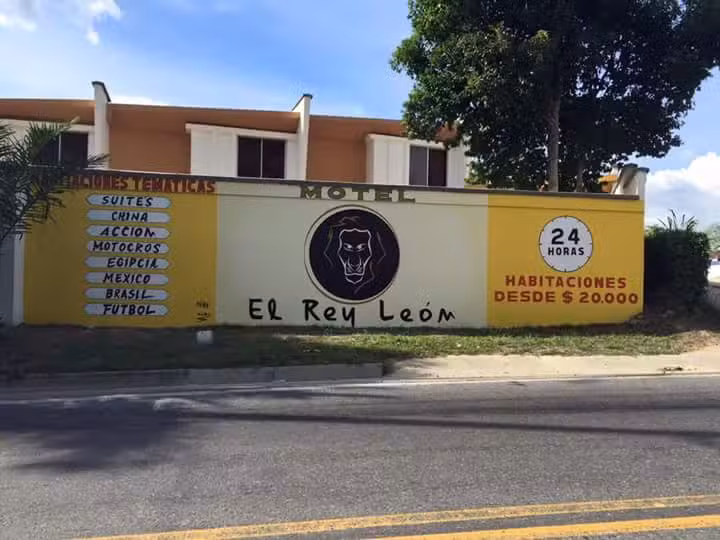 TEMATICAS
SUITES
CHINA
ACCION
MOTOCROS
EGIPCIA
MEXICO
BRASIL
FUTBOL
MOTEL
El Rey León
24
HORAS
HABITACIONES
DESDE $ 20.000